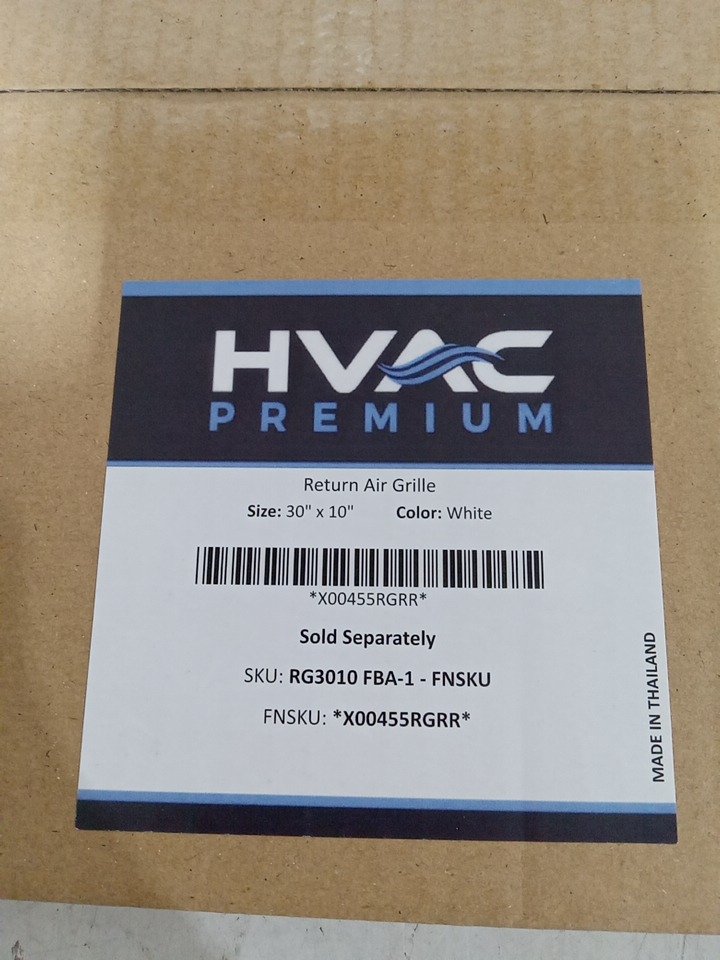 HVAC
PREMIUM
Return Air Grille
Size: 30" x 10" Color: White
*X00455RGRR*
Sold Separately
SKU: RG3010 FBA-1 - FNSKU
FNSKU: *X00455RGRR*
MADE IN THAILAND